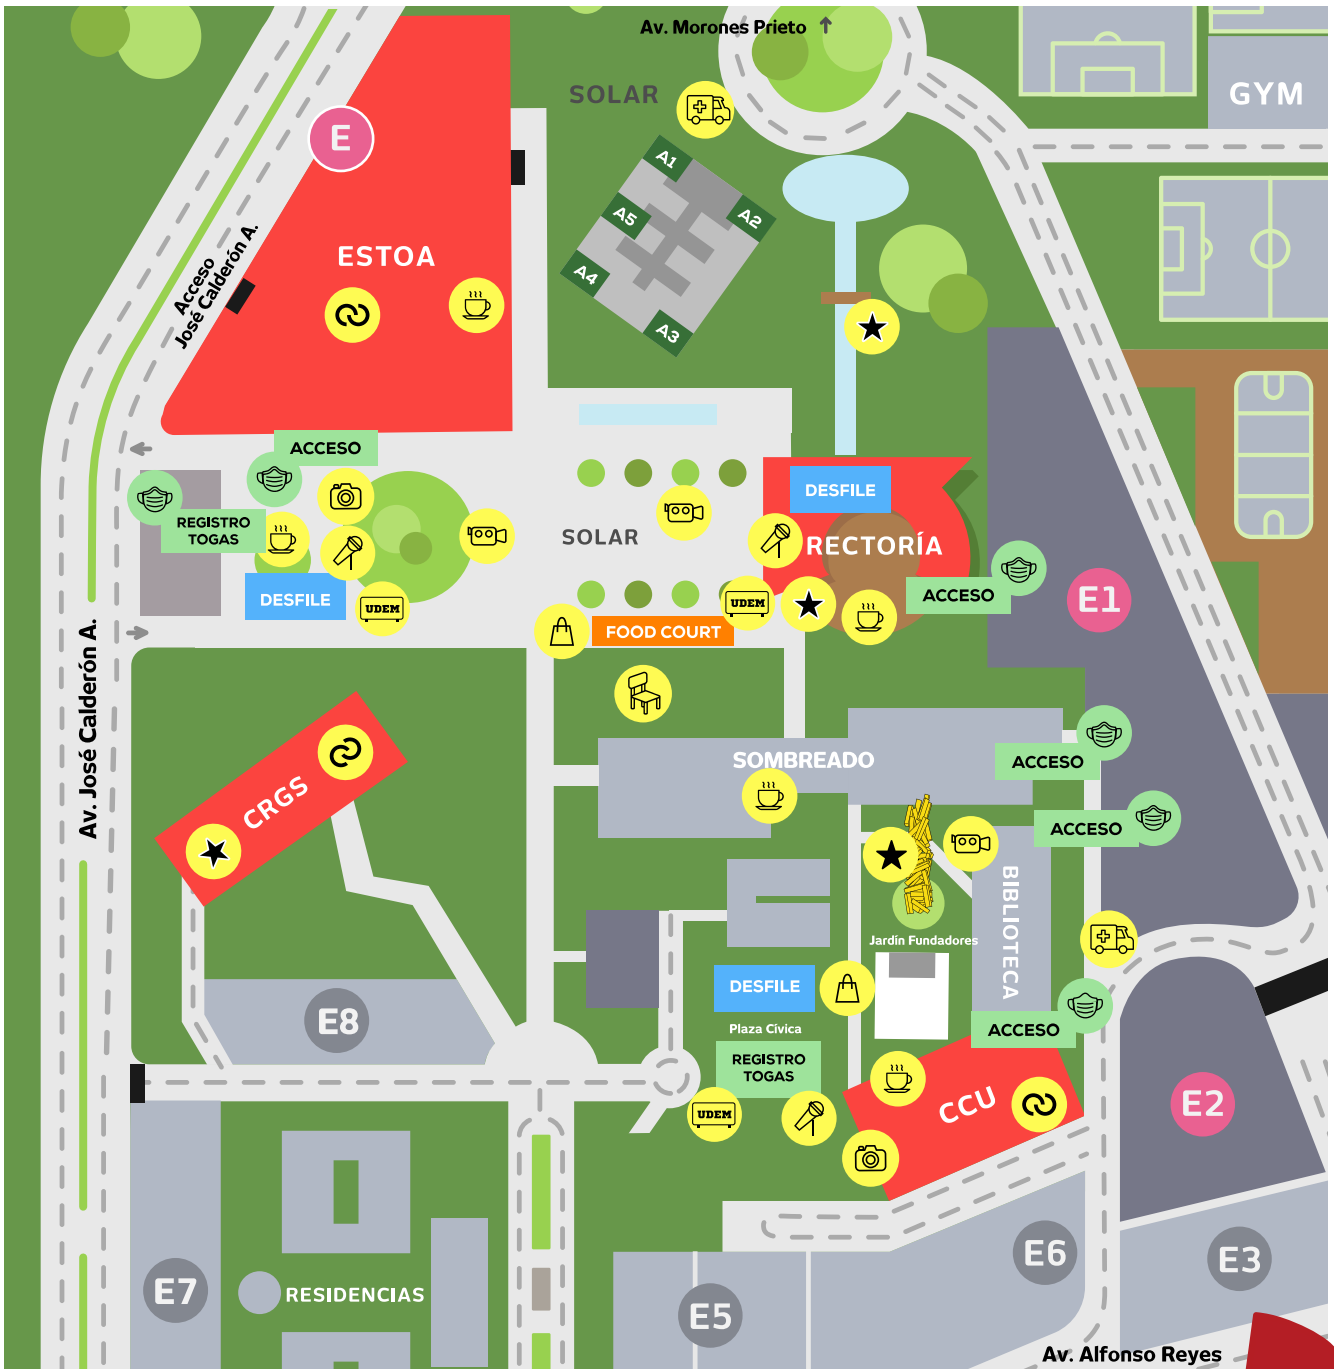 Av. Morones Prieto ↑
SOLAR
GYM
E
A1
A5
A2
A4
A3
ESTOA
Acceso
José Calderón A.
ACCESO
DESFILE
REGISTRO
TOGAS
SOLAR
RECTORÍA
ACCESO
E1
DESFILE
UDEM
UDEM
FOOD COURT
Av. José Calderón A.
SOMBREADO
ACCESO
CRGS
ACCESO
BIBLIOTECA
Jardín Fundadores
DESFILE
E8
Plaza Cívica
ACCESO
REGISTRO
TOGAS
UDEM
CCU
E2
E6
E3
E7
RESIDENCIAS
E5
Av. Alfonso Reyes